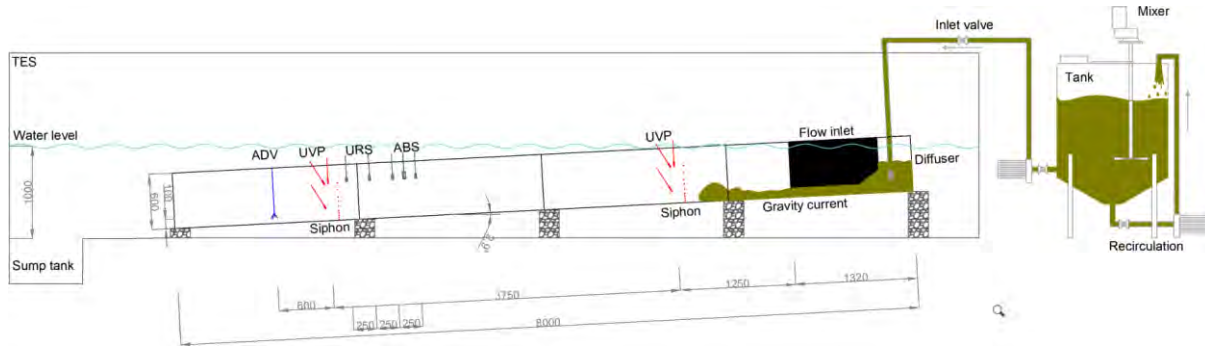 Mixer
Inlet valve
TES
Tank
Water level
Flow inlet
ADV
UVP
URS
ABS
UVP
Diffuser
1000
600
100
Siphon
Siphon
Gravity current
Recirculation
Sump tank
600
3750
1250
1320
250
250
250
8000